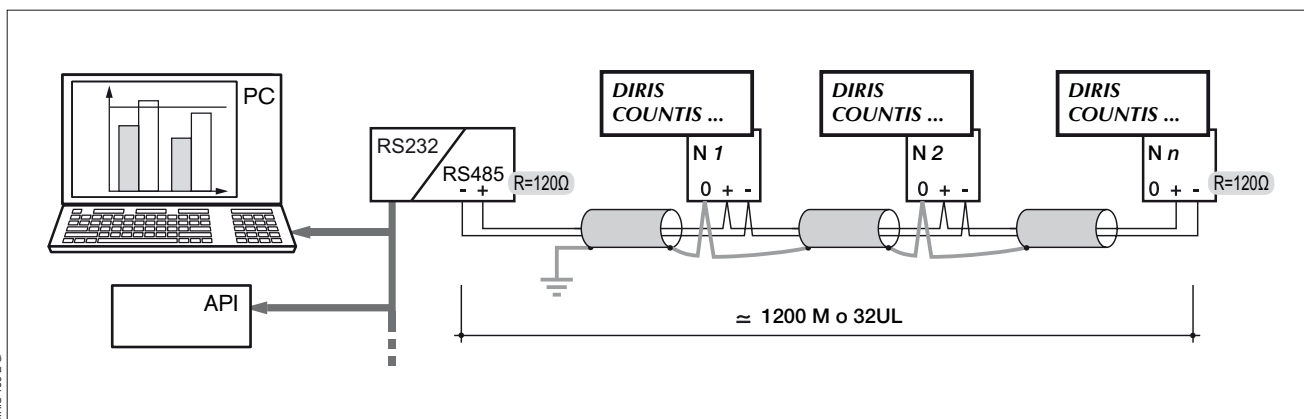 PC
API
RS232
RS485
- +
R=120Ω
DIRIS
COUNTIS ...
N 1
0 + -
DIRIS
COUNTIS ...
N 2
0 + -
DIRIS
COUNTIS ...
N n
0 + -
R=120Ω
≃ 1200 M o 32UL